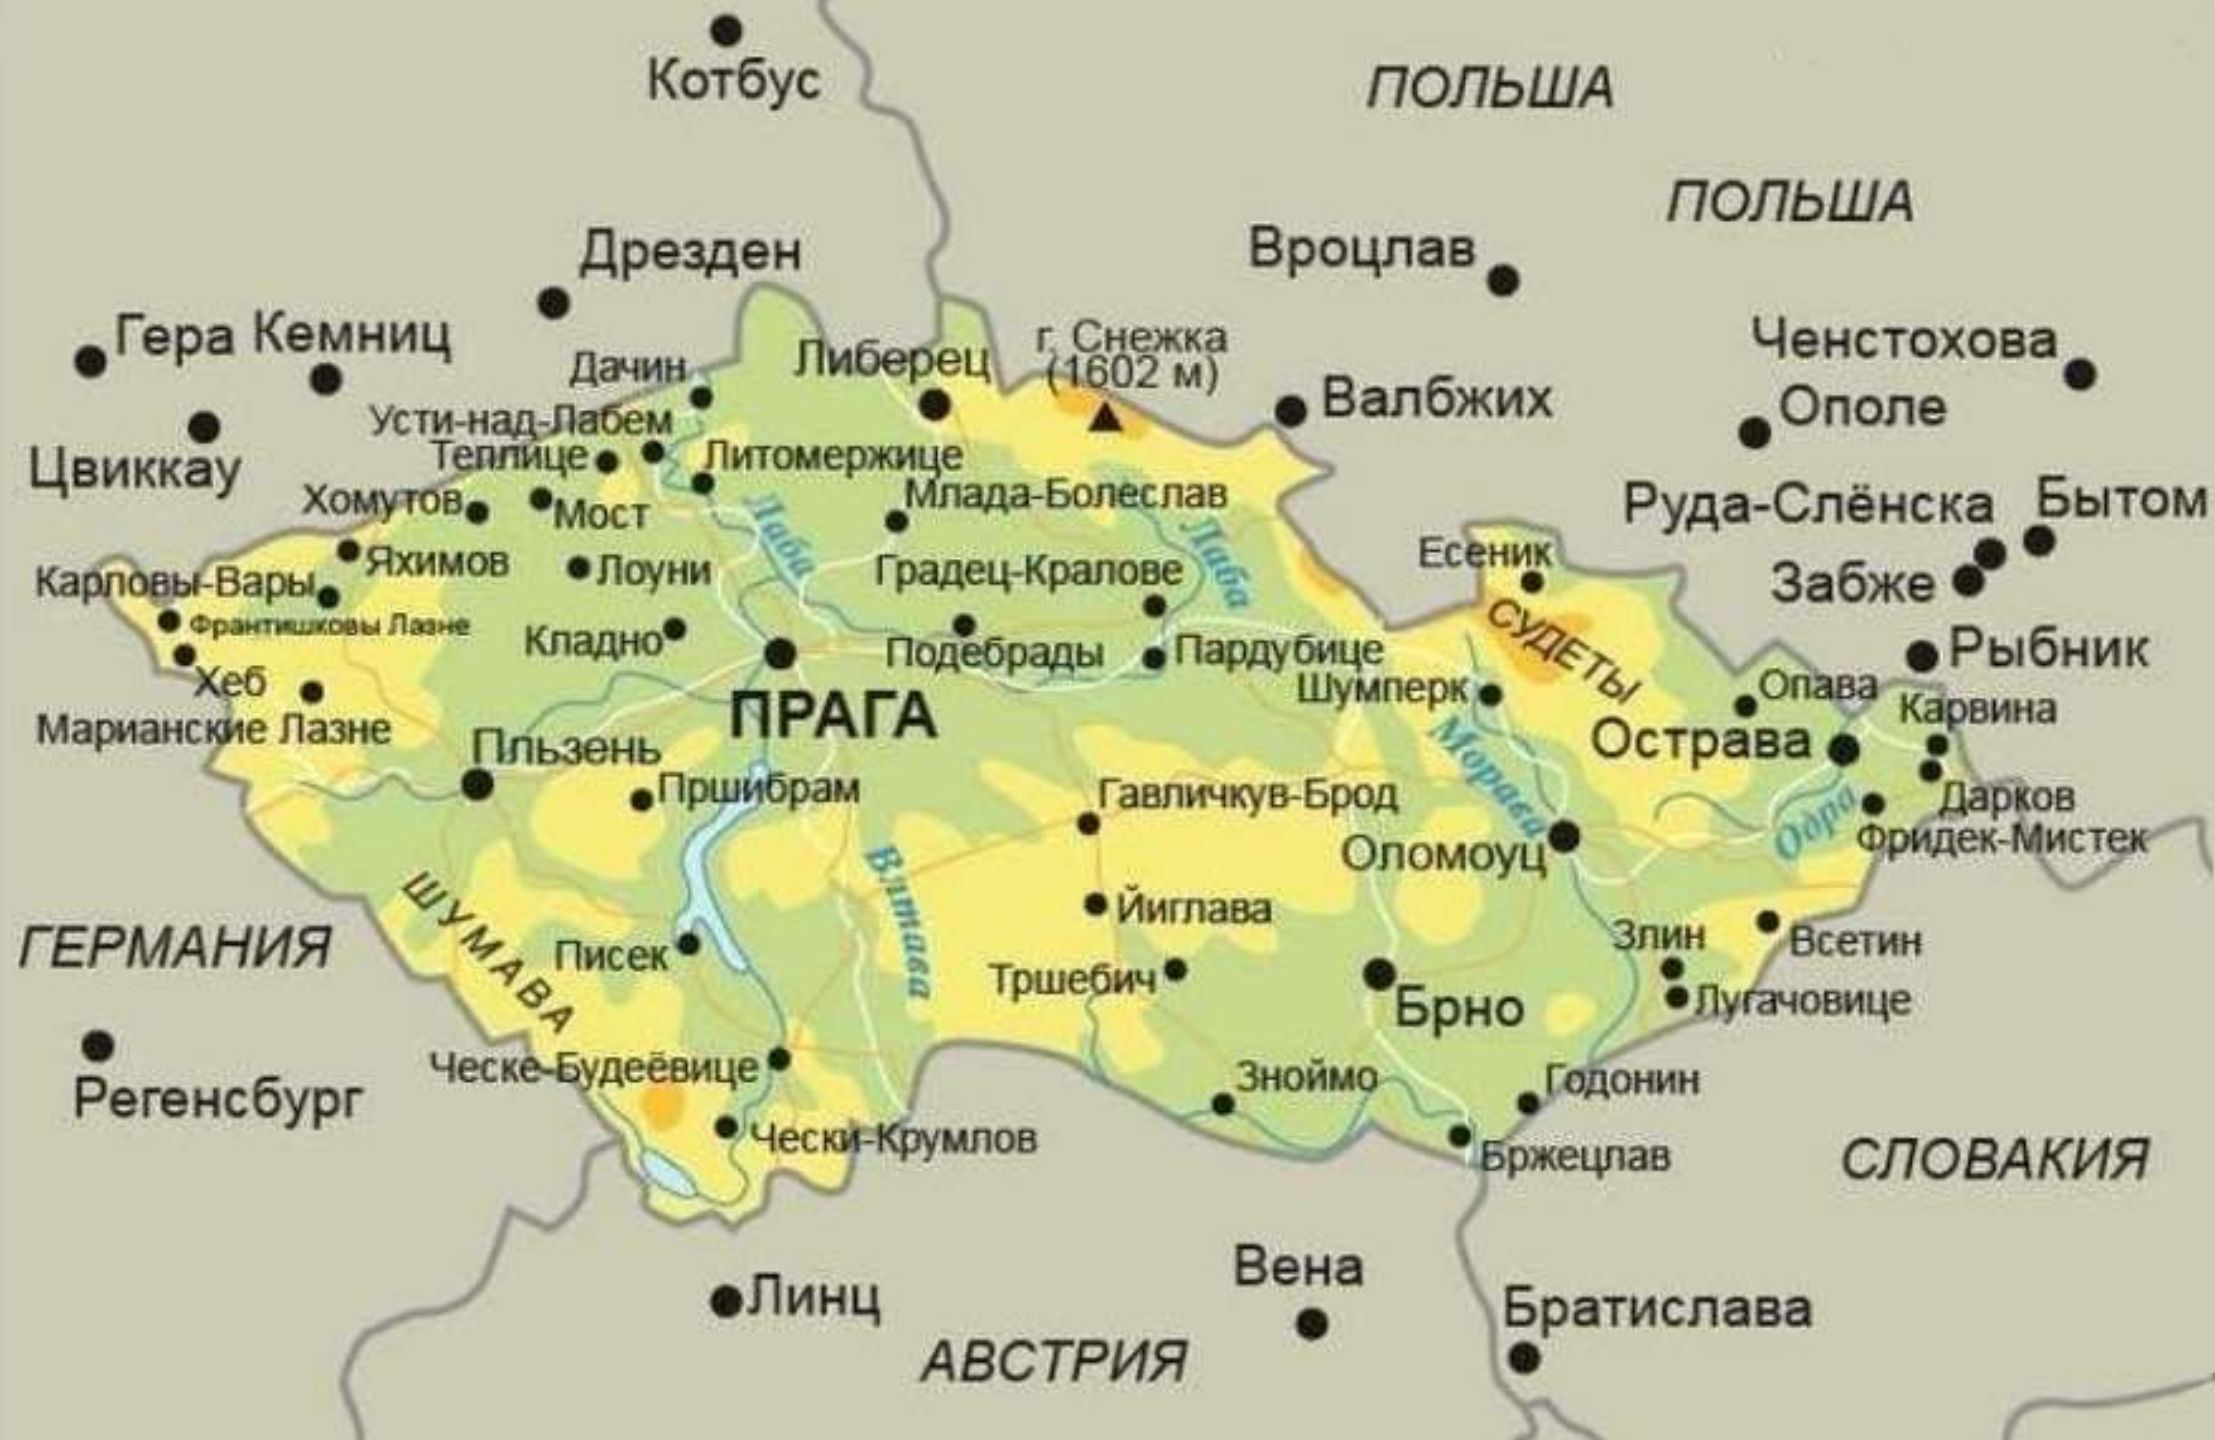 Котбус
ПОЛЬША
ПОЛЬША
Дрезден
Вроцлав
Гера
Кемниц
Ченстохова
г. Снежка
(1602 м)
Либерец
Дачин
Валбжих
Ополе
Усти-над-Лабем
Теплице
Литомержице
Цвиккау
Хомутов
Мост
Млада-Болеслав
Руда-Слёнска
Бытом
Лаба
Лаба
Есеник
Яхимов
Лоуни
Градец-Кралове
Забже
Карловы-Вары
Франтишковы Лазне
Кладно
Подебрады
Пардубице
СУДЕТЫ
Рыбник
Хеб
Шумперк
Опава
Марианские Лазне
ПРАГА
Карвина
Пльзень
Острава
Морава
Пршибрам
Гавличкув-Брод
Дарков
Одра
Фридек-Мистек
Оломоуц
Влтава
ШУМАВА
Йиглава
ГЕРМАНИЯ
Писек
Злин
Всетин
Тршебич
Брно
Лугачовице
Регенсбург
Ческе-Будеёвице
Зноймо
Годонин
Чески-Крумлов
Бржецлав
СЛОВАКИЯ
Линц
Вена
Братислава
АВСТРИЯ